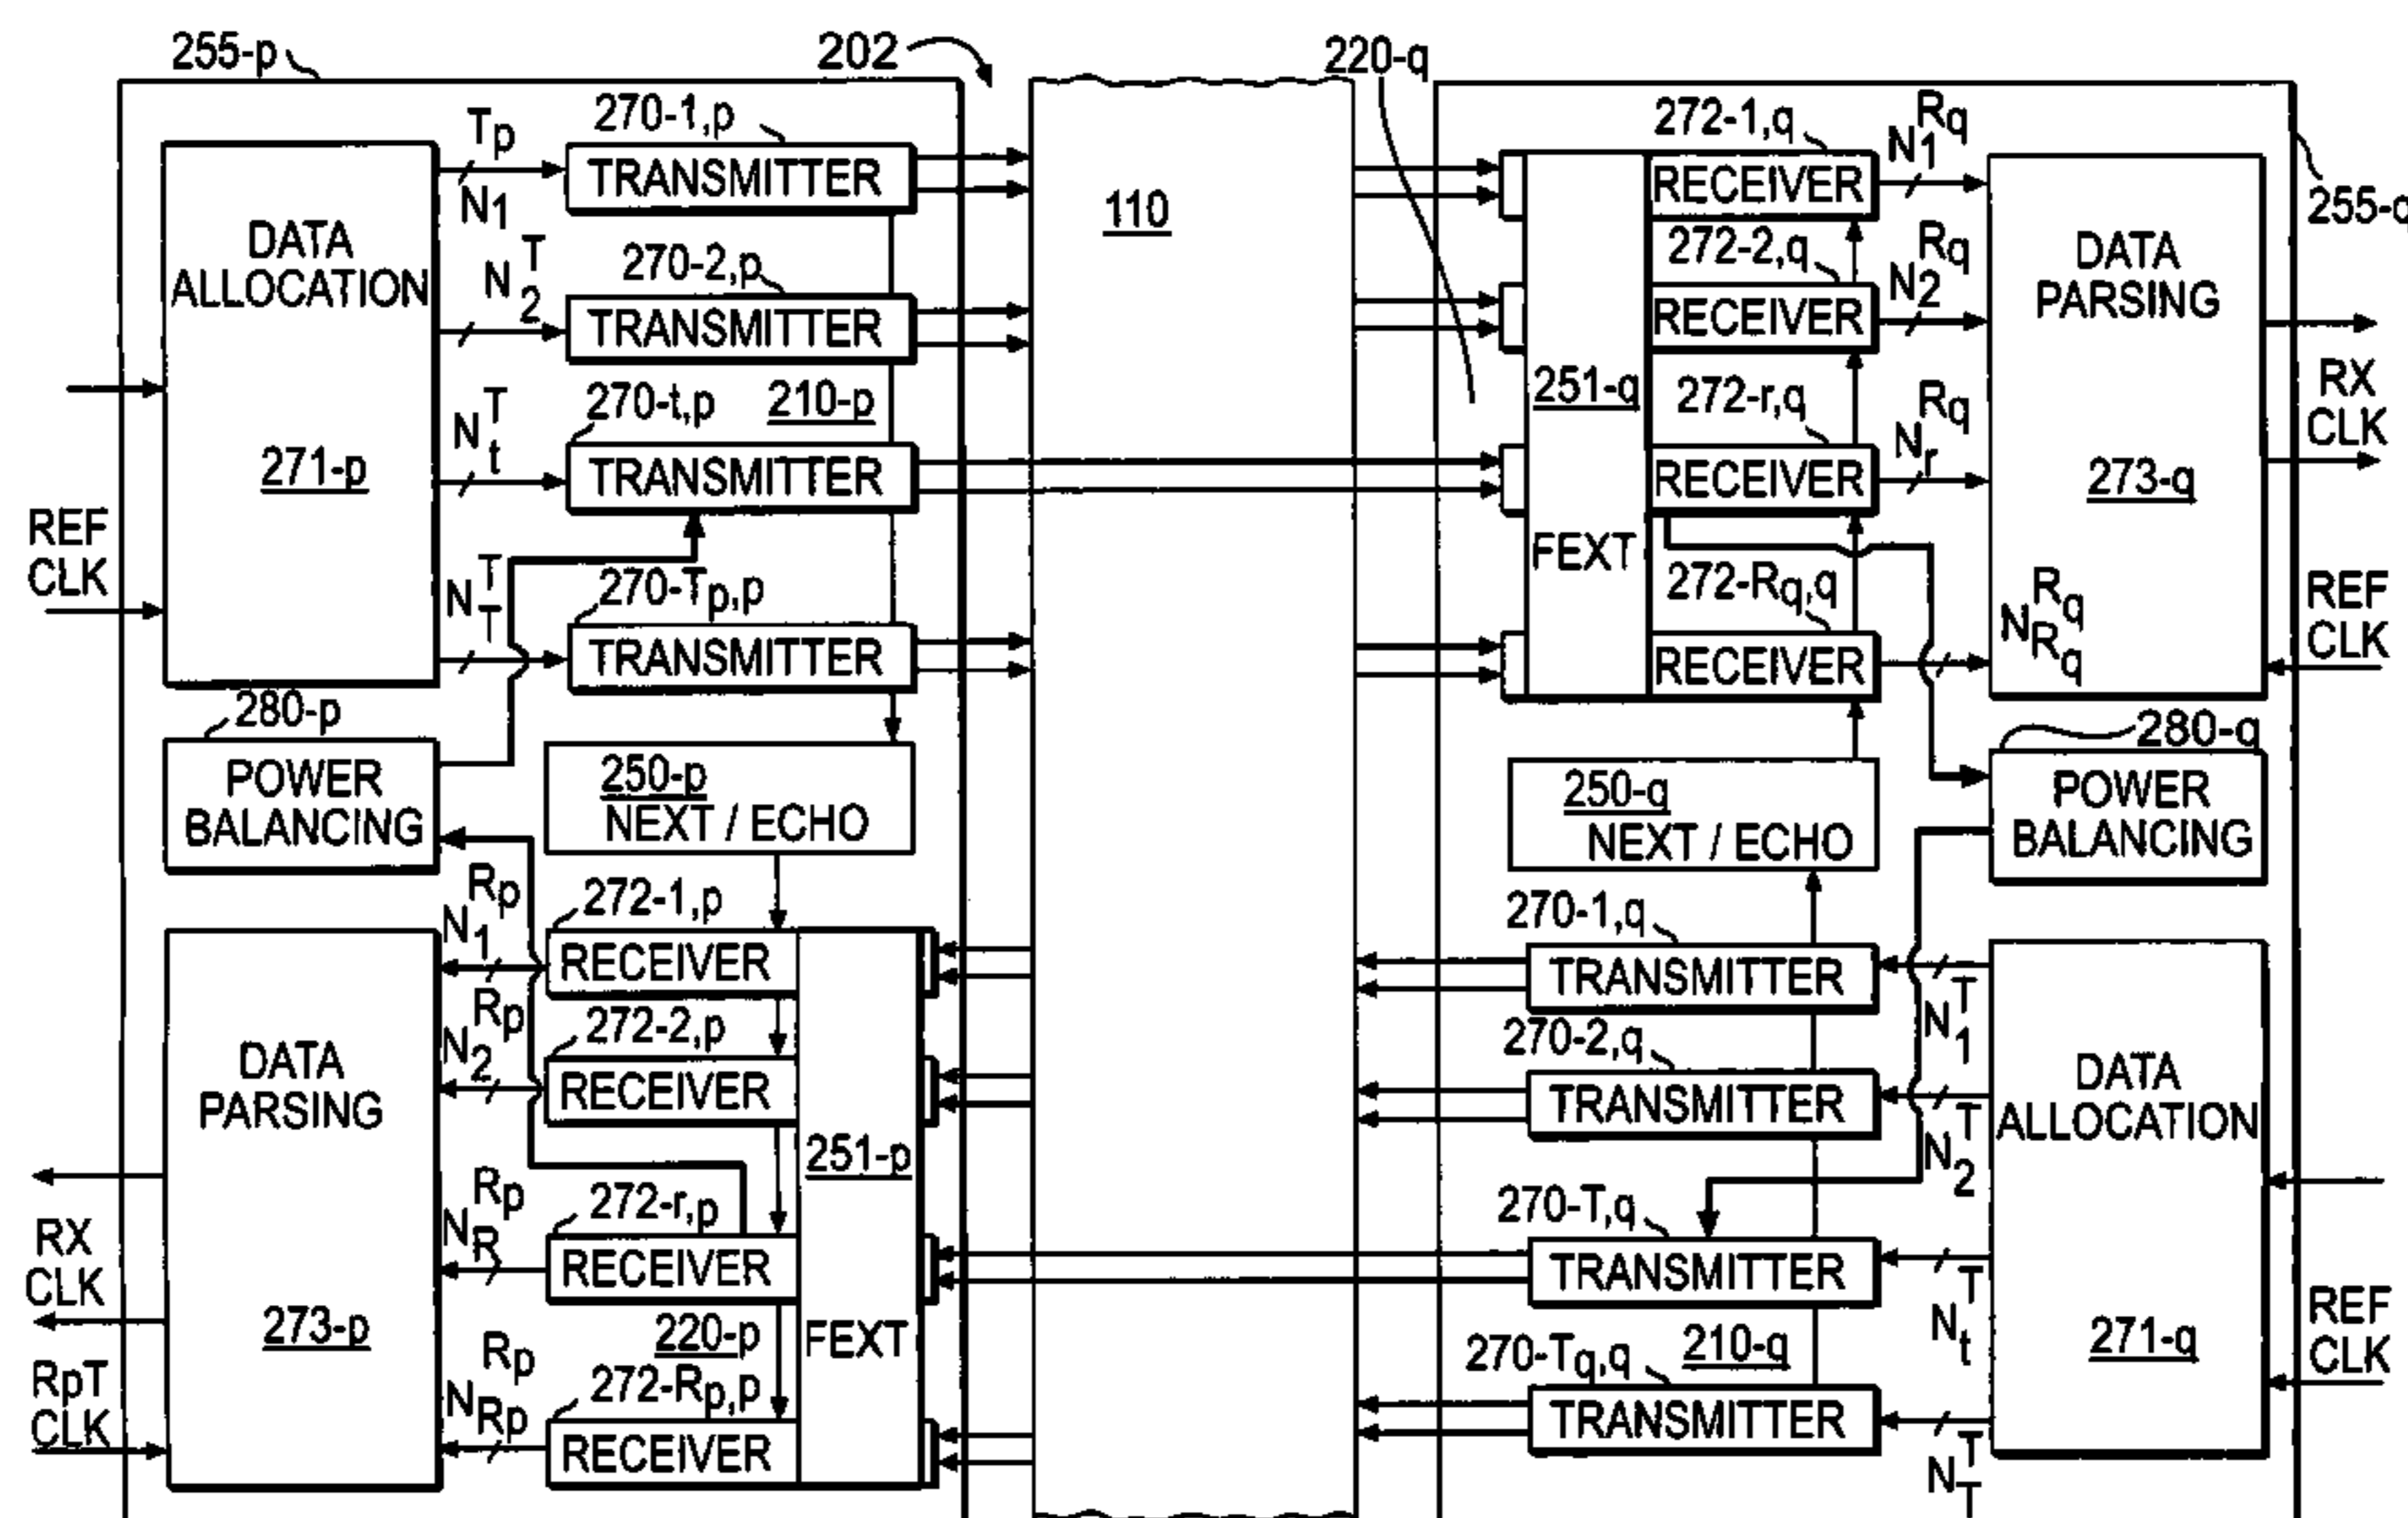 255-p
202
220-q
Tp
N1
270-1,p
TRANSMITTER
110
272-1,q
RECEIVER
N1 Rq
255-q
DATA
ALLOCATION
N2 T
270-2,p
TRANSMITTER
272-2,q
RECEIVER
N2 Rq
DATA
PARSING
271-p
Nt T
270-t,p
210-p
TRANSMITTER
251-q
FEXT
272-r,q
RECEIVER
Nr Rq
273-q
RX
CLK
REF
CLK
NT T
270-Tp,p
TRANSMITTER
272-Rq,q
RECEIVER
NRq Rq
REF
CLK
280-p
POWER
BALANCING
250-p
NEXT / ECHO
250-q
NEXT / ECHO
280-q
POWER
BALANCING
N1 Rp
272-1,p
RECEIVER
270-1,q
TRANSMITTER
N1 T
DATA
PARSING
N2 Rp
272-2,p
RECEIVER
251-p
FEXT
270-2,q
TRANSMITTER
N2 T
DATA
ALLOCATION
RX
CLK
273-p
NR Rp
272-r,p
RECEIVER
220-p
270-T,q
TRANSMITTER
Nt T
271-q
REF
CLK
RpT
CLK
NRp Rp
272-Rp,p
RECEIVER
270-Tq,q
210-q
TRANSMITTER
NT T